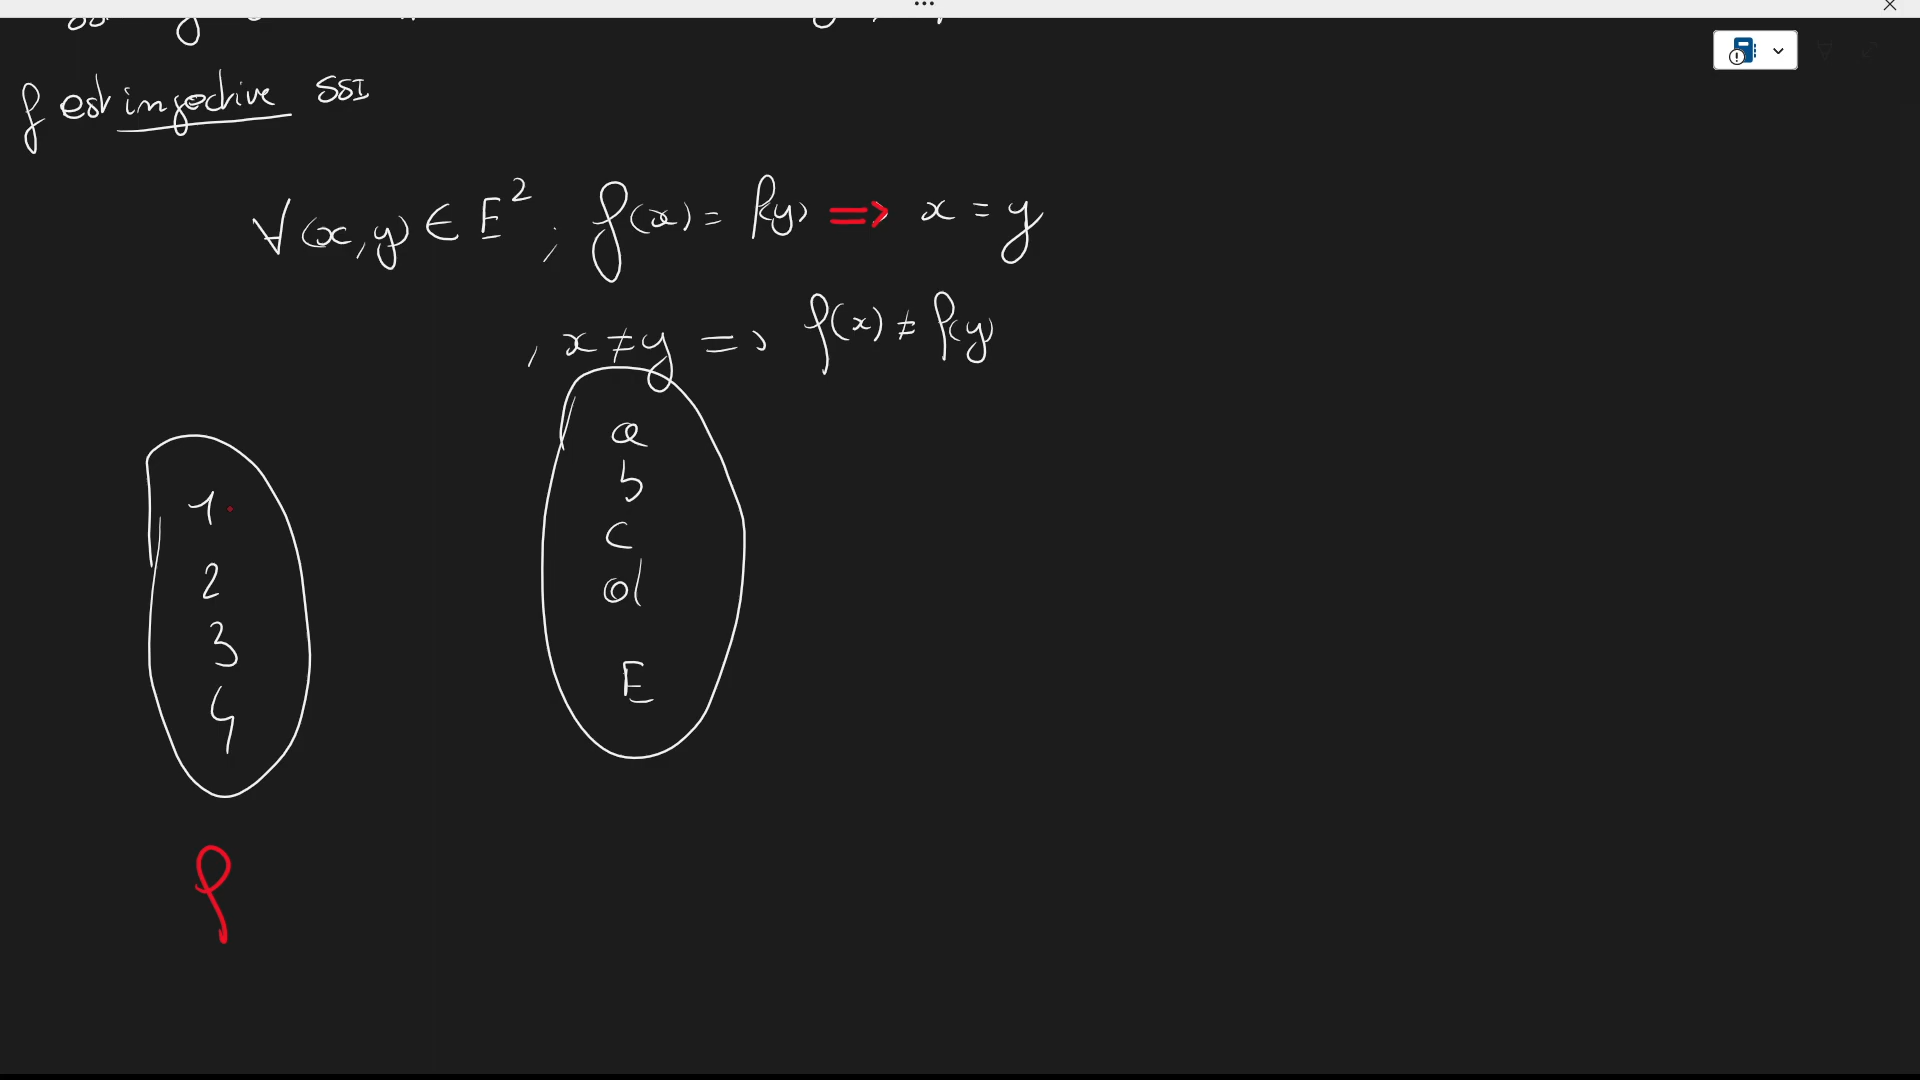 f est injective SSI
∀(x,y) ∈ E²; f(x) = f(y) => x = y
, x ≠ y => f(x) ≠ f(y)
a
b
c
d
E
1
2
3
4
f